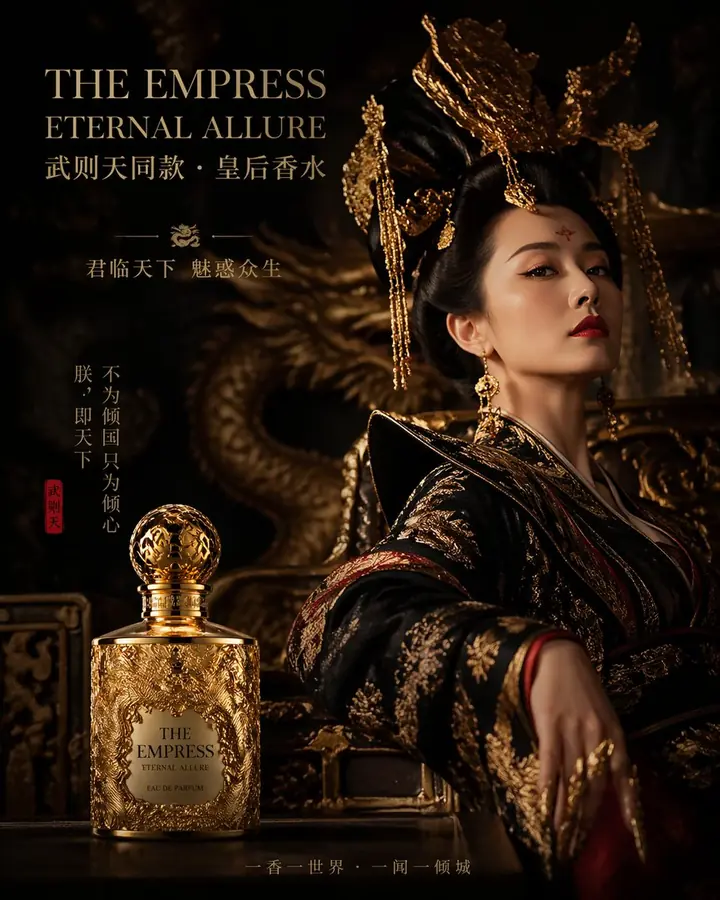 THE EMPRESS
ETERNAL ALLURE
武则天同款·皇后香水
君临天下 魅惑众生
不为倾国只为倾心
朕，即天下
武则天
THE
EMPRESS
ETERNAL ALLURE
EAU DE PARFUM
一香一世界·一闻一倾城